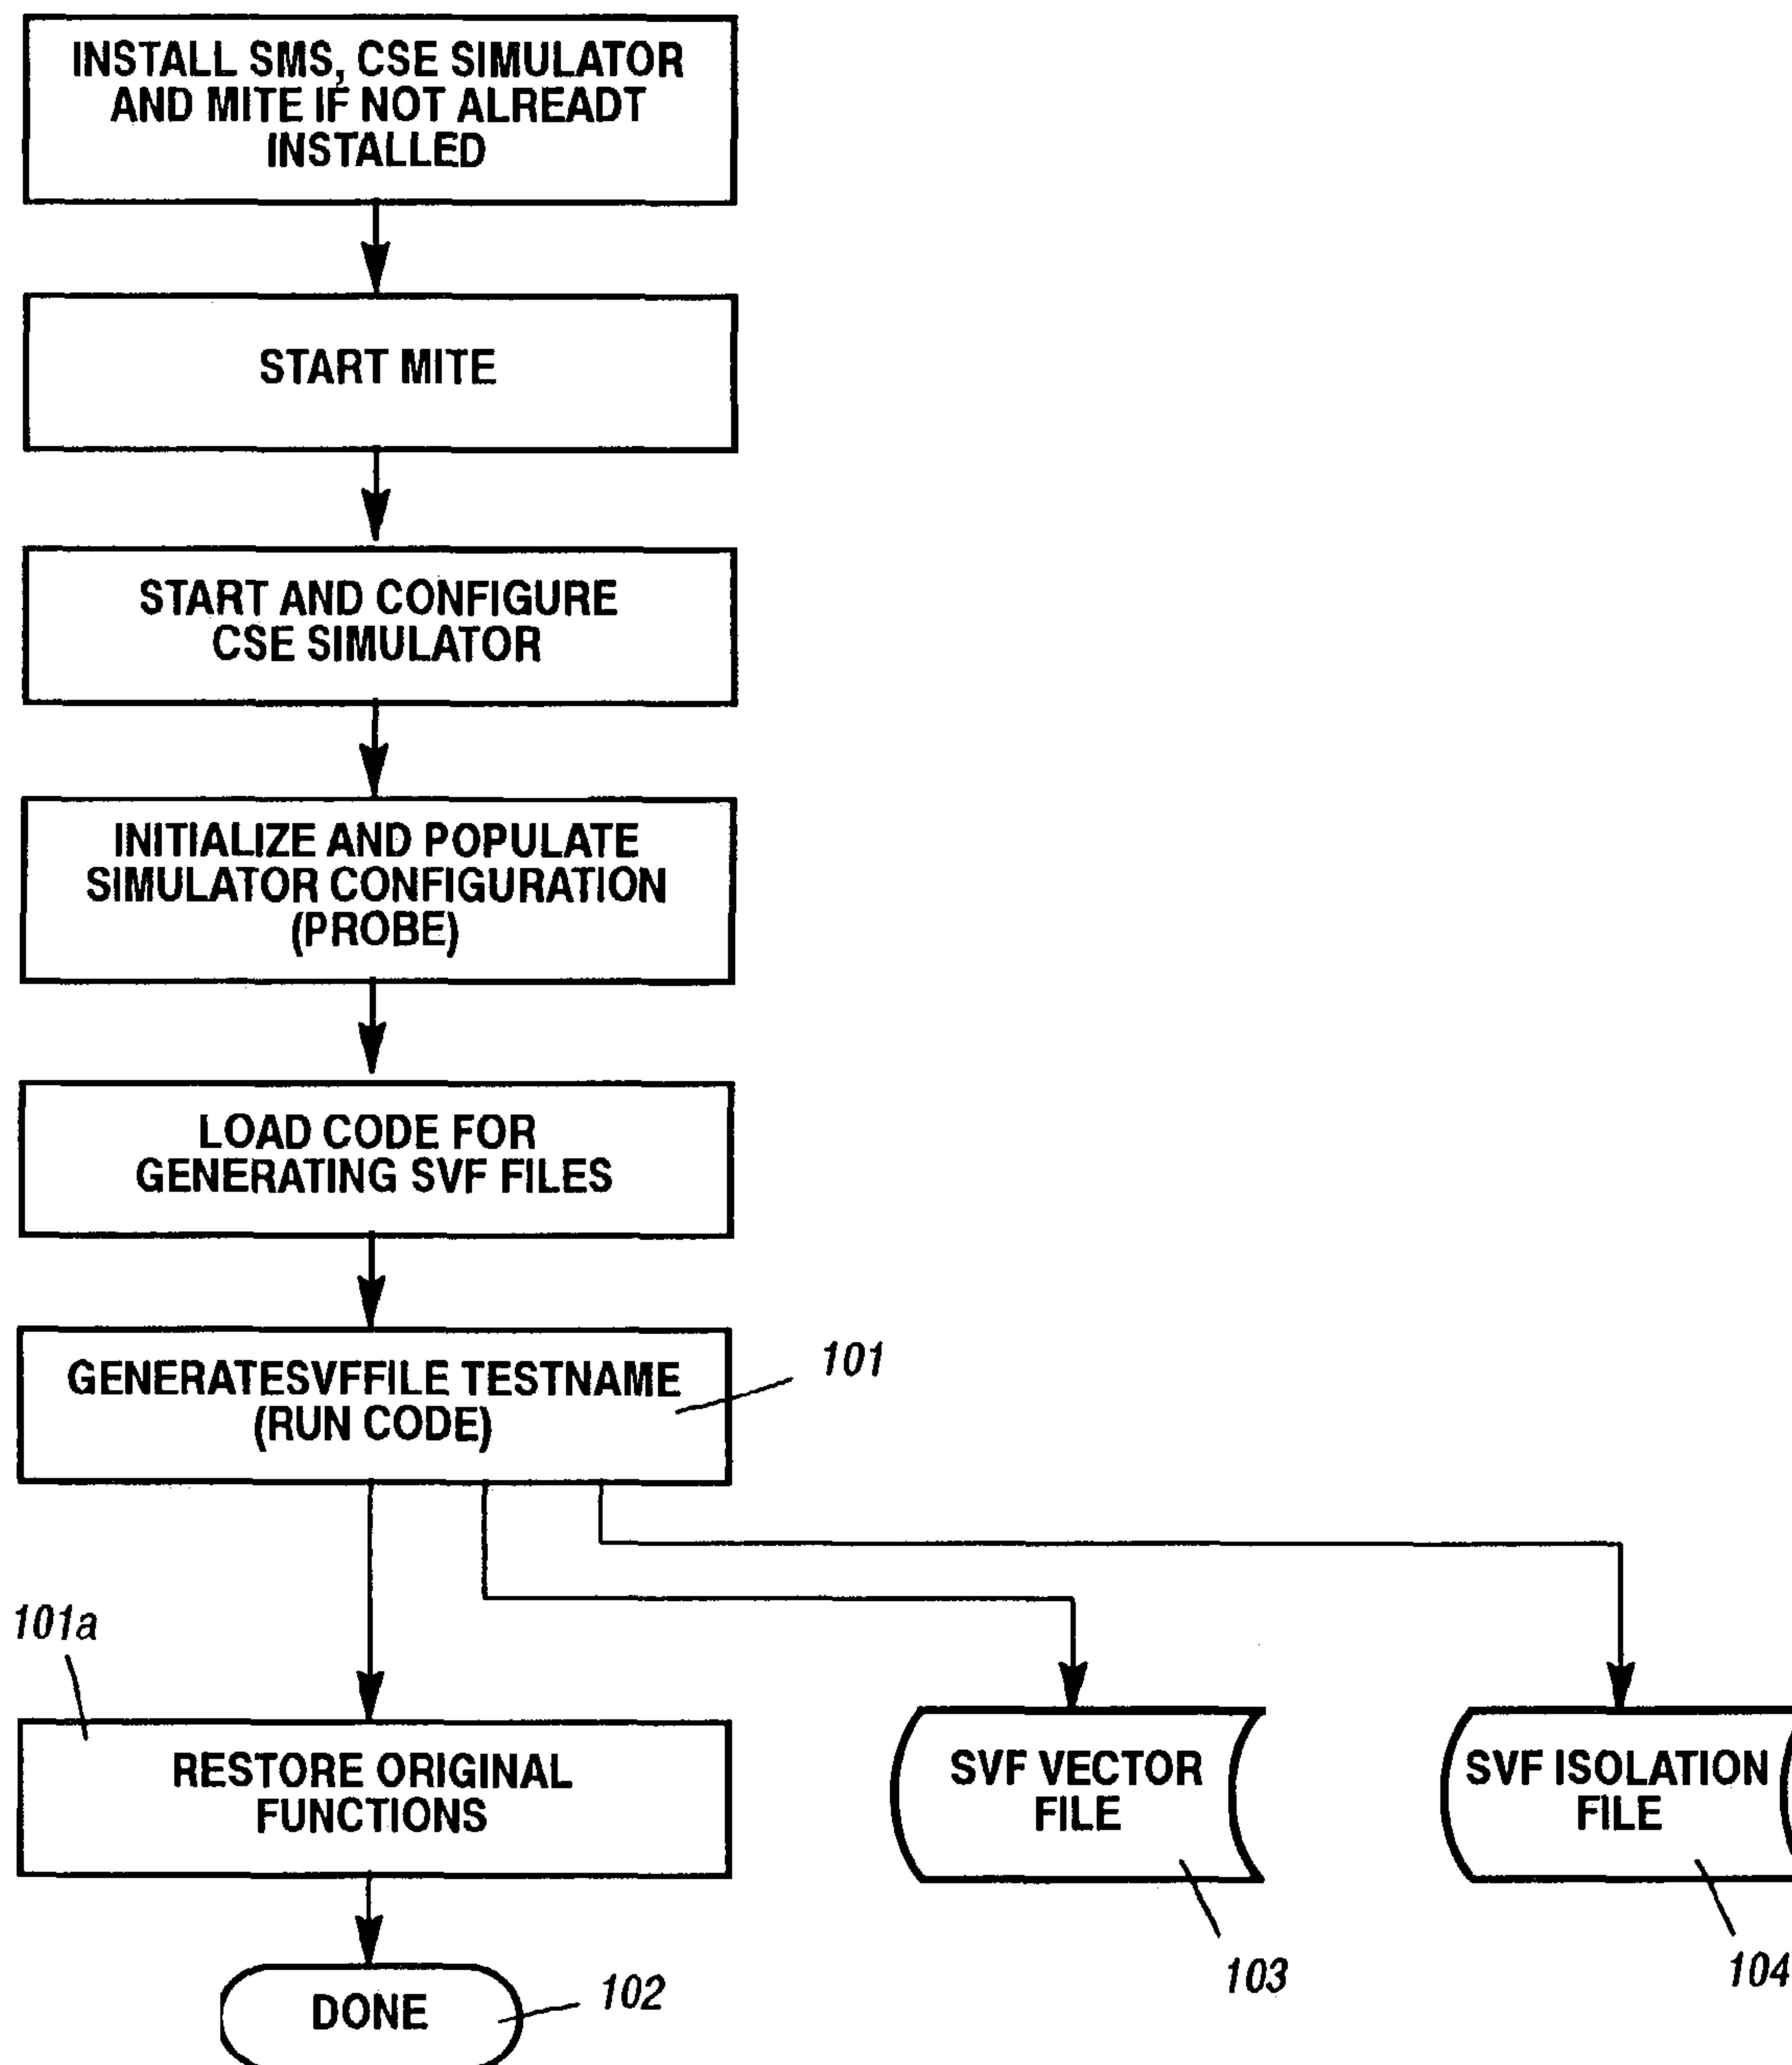 INSTALL SMS, CSE SIMULATOR
AND MITE IF NOT ALREADT
INSTALLED
START MITE
START AND CONFIGURE
CSE SIMULATOR
INITIALIZE AND POPULATE
SIMULATOR CONFIGURATION
(PROBE)
LOAD CODE FOR
GENERATING SVF FILES
GENERATESVFFILE TESTNAME
(RUN CODE)
101
101a
RESTORE ORIGINAL
FUNCTIONS
SVF VECTOR
FILE
SVF ISOLATION
FILE
103
104
DONE
102